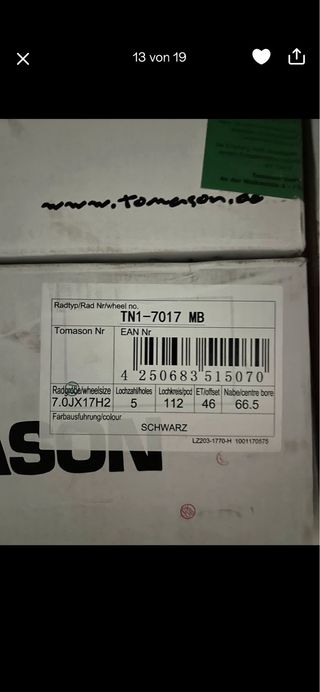 13 von 19
www.tomason.de
Radtyp/Rad Nr/wheel no.
TN1-7017 MB
Tomason Nr
EAN Nr
4 250683 515070
Radgröße/wheelsize Lochzahl/holes Lochkreis/pcd ET/offset Nabe/centre bore
7.0JX17H2 5 112 46 66.5
Farbausfuhrung/colour
SCHWARZ
LZ203-1770-H 1001170575
ASON